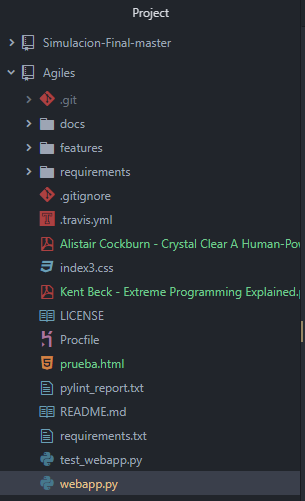 Project
Simulacion-Final-master
Agiles
.git
docs
features
requirements
.gitignore
.travis.yml
Alistair Cockburn - Crystal Clear A Human-Pow
index3.css
Kent Beck - Extreme Programming Explained.p
LICENSE
Procfile
prueba.html
pylint_report.txt
README.md
requirements.txt
test_webapp.py
webapp.py